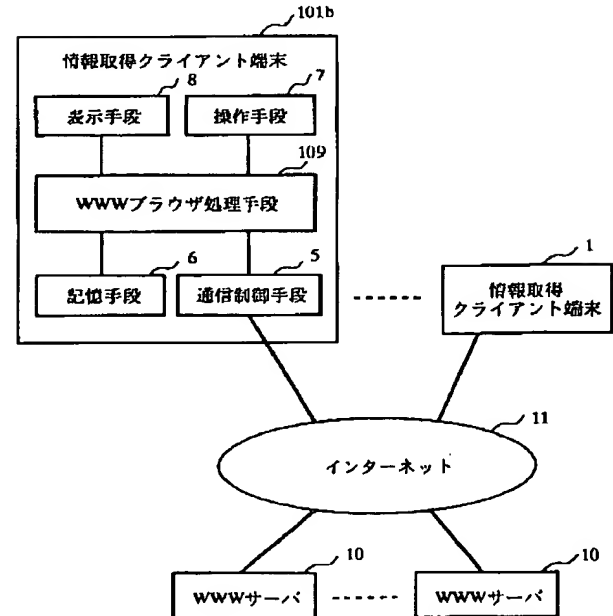 101b
情報取得クライアント端末
8
7
表示手段
操作手段
109
WWWブラウザ処理手段
6
5
1
記憶手段
通信制御手段
情報取得
クライアント端末
11
インターネット
10
10
WWWサーバ
WWWサーバ